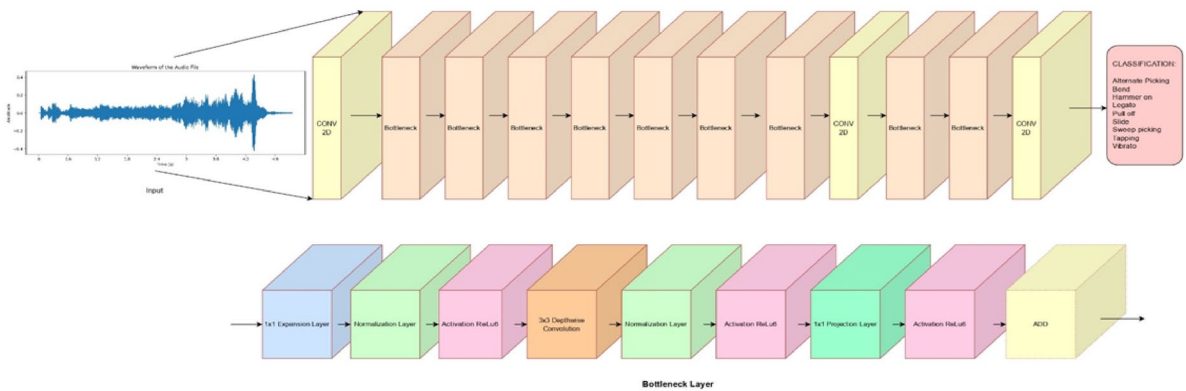 Waveform of the Audio File
Amplitude
Time (s)
Input
CONV
2D
Bottleneck
Bottleneck
Bottleneck
Bottleneck
Bottleneck
Bottleneck
Bottleneck
CONV
2D
Bottleneck
Bottleneck
CONV
2D
CLASSIFICATION:
Alternate Picking
Bend
Hammer on
Legato
Pull off
Slide
Sweep picking
Tapping
Vibrato
1x1 Expansion Layer
Normalization Layer
Activation ReLu6
3x3 Depthwise
Convolution
Normalization Layer
Activation ReLu6
1x1 Projection Layer
Activation ReLu6
ADD
Bottleneck Layer